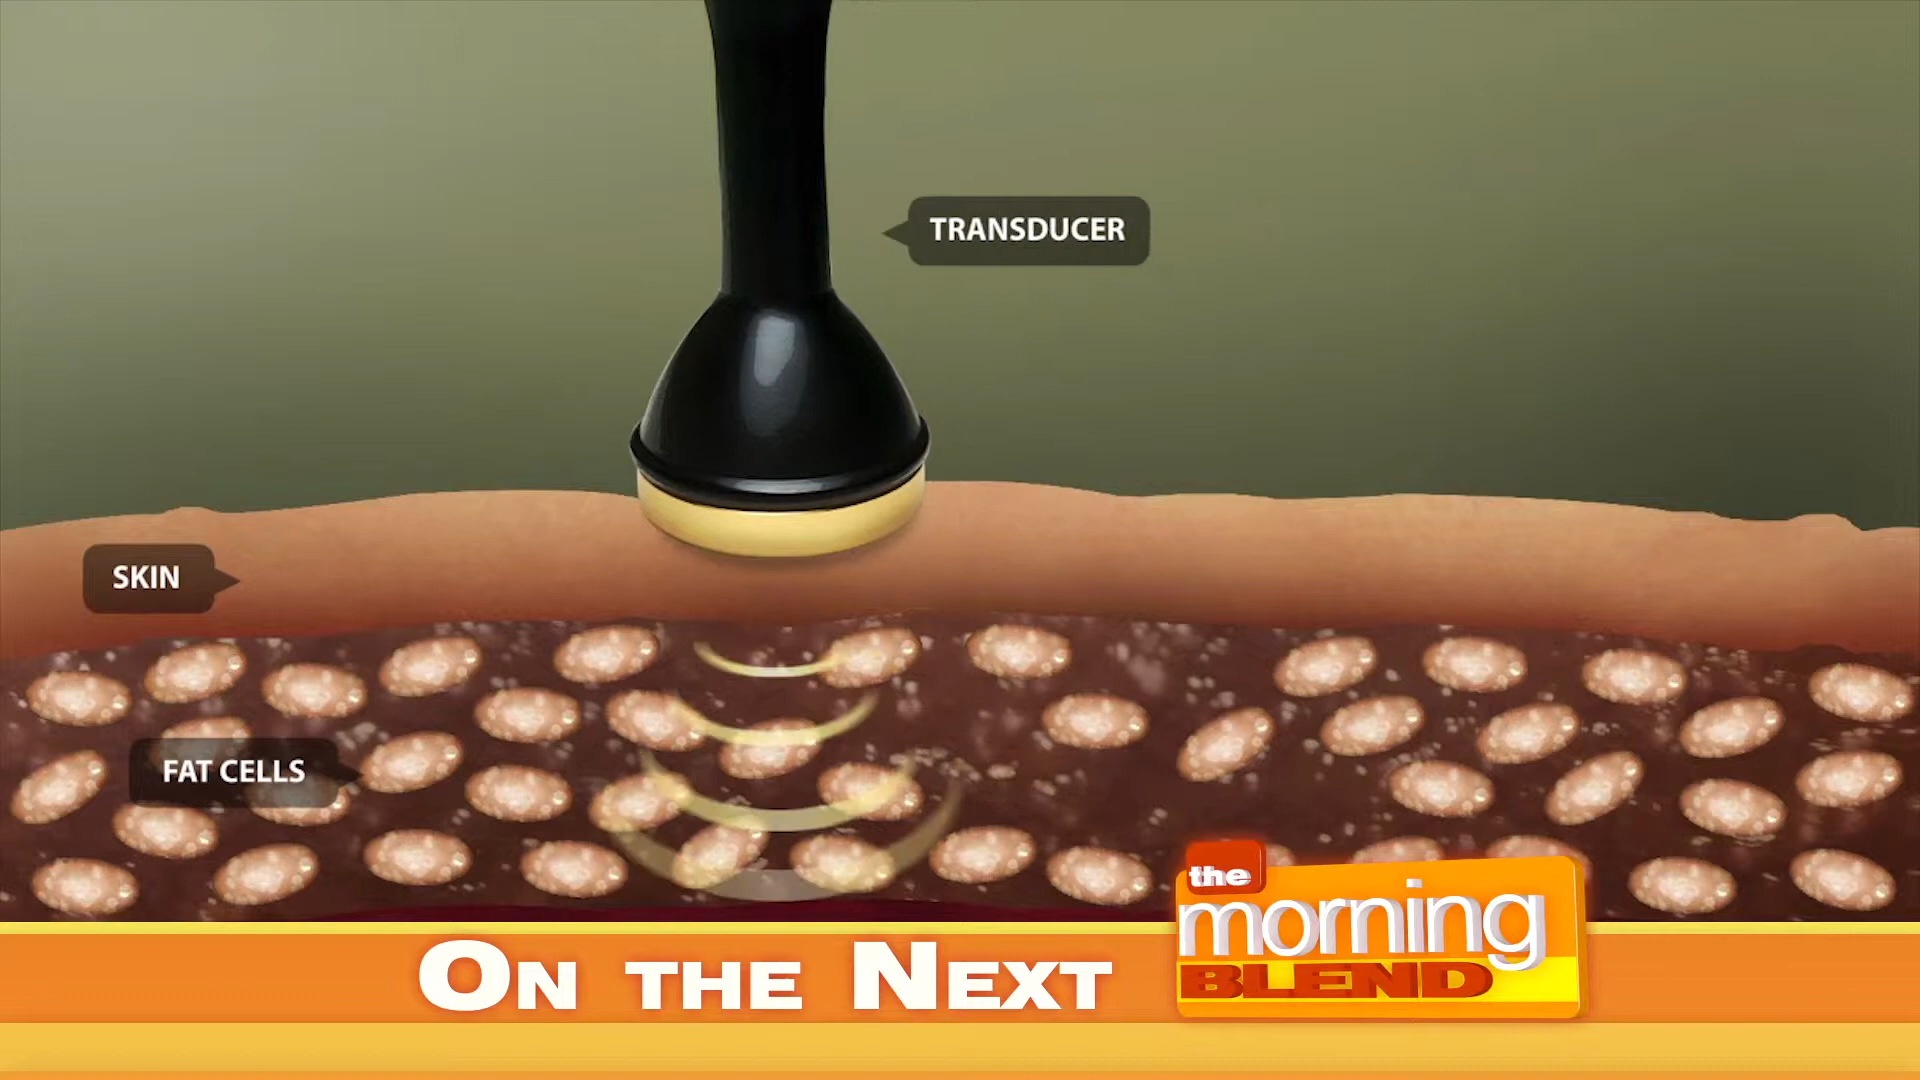 TRANSDUCER
SKIN
FAT CELLS
ON THE NEXT
the
morning
BLEND